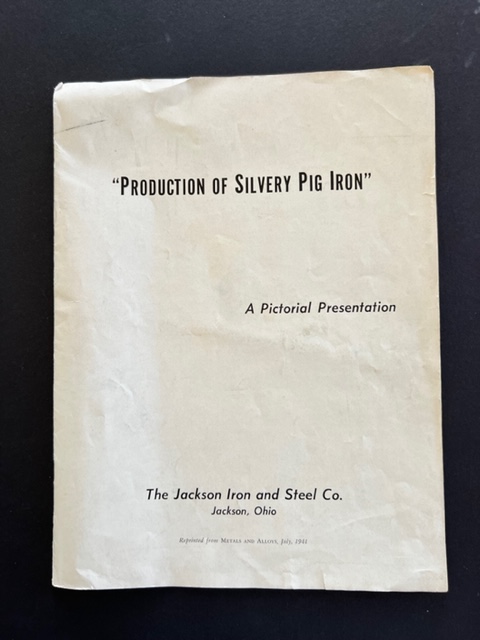 "PRODUCTION OF SILVERY PIG IRON"
A Pictorial Presentation
The Jackson Iron and Steel Co.
Jackson, Ohio
Reprinted from METALS AND ALLOYS, July, 1941